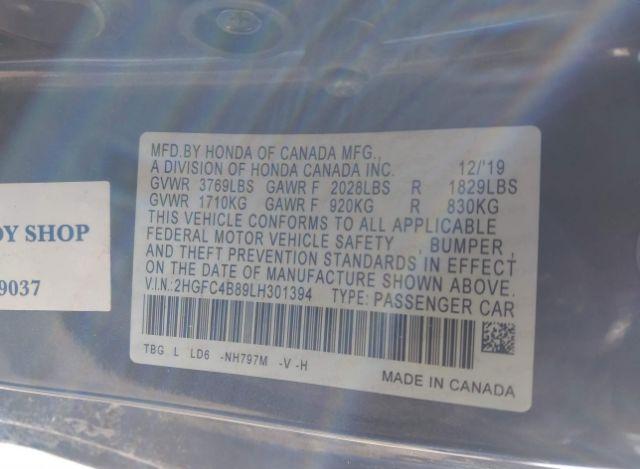 MFD.BY HONDA OF CANADA MFG.,
A DIVISION OF HONDA CANADA INC. 12/'19
GVWR 3769LBS GAWR F 2028LBS R 1829LBS
GVWR 1710KG GAWR F 920KG R 830KG
THIS VEHICLE CONFORMS TO ALL APPLICABLE
FEDERAL MOTOR VEHICLE SAFETY , BUMPER ,
AND THEFT PREVENTION STANDARDS IN EFFECT
ON THE DATE OF MANUFACTURE SHOWN ABOVE.
V.I.N.:2HGFC4B89LH301394 TYPE: PASSENGER CAR
TBG L LD6 -NH797M -V -H
MADE IN CANADA
DY SHOP
9037